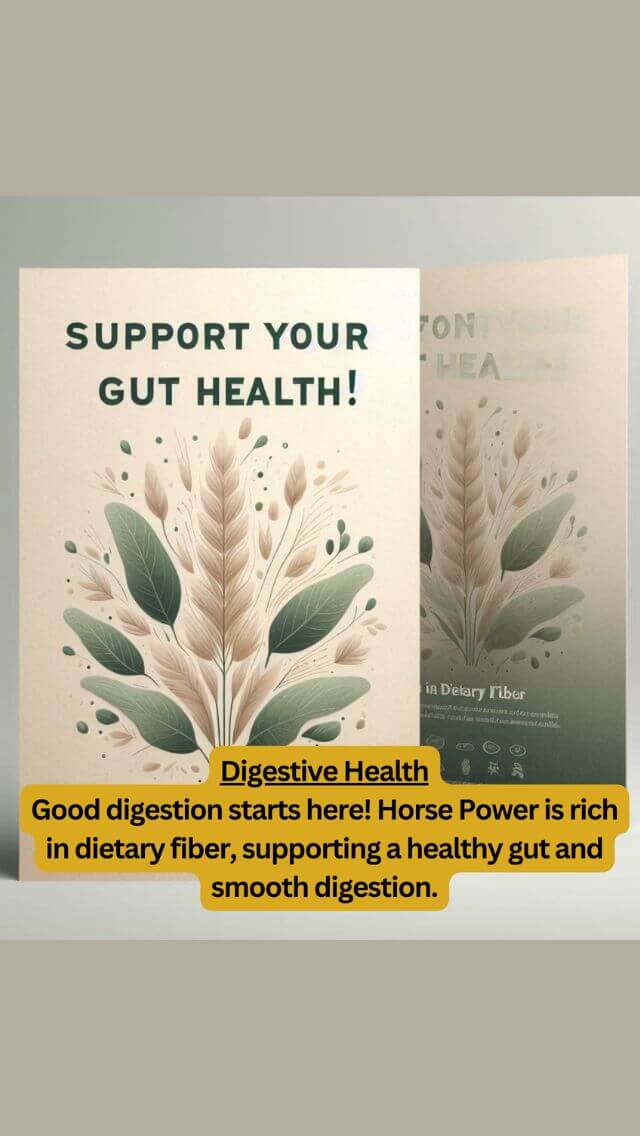 SUPPORT YOUR
GUT HEALTH!
HEA
in Dietary Fiber
Digestive Health
Good digestion starts here! Horse Power is rich
in dietary fiber, supporting a healthy gut and
smooth digestion.